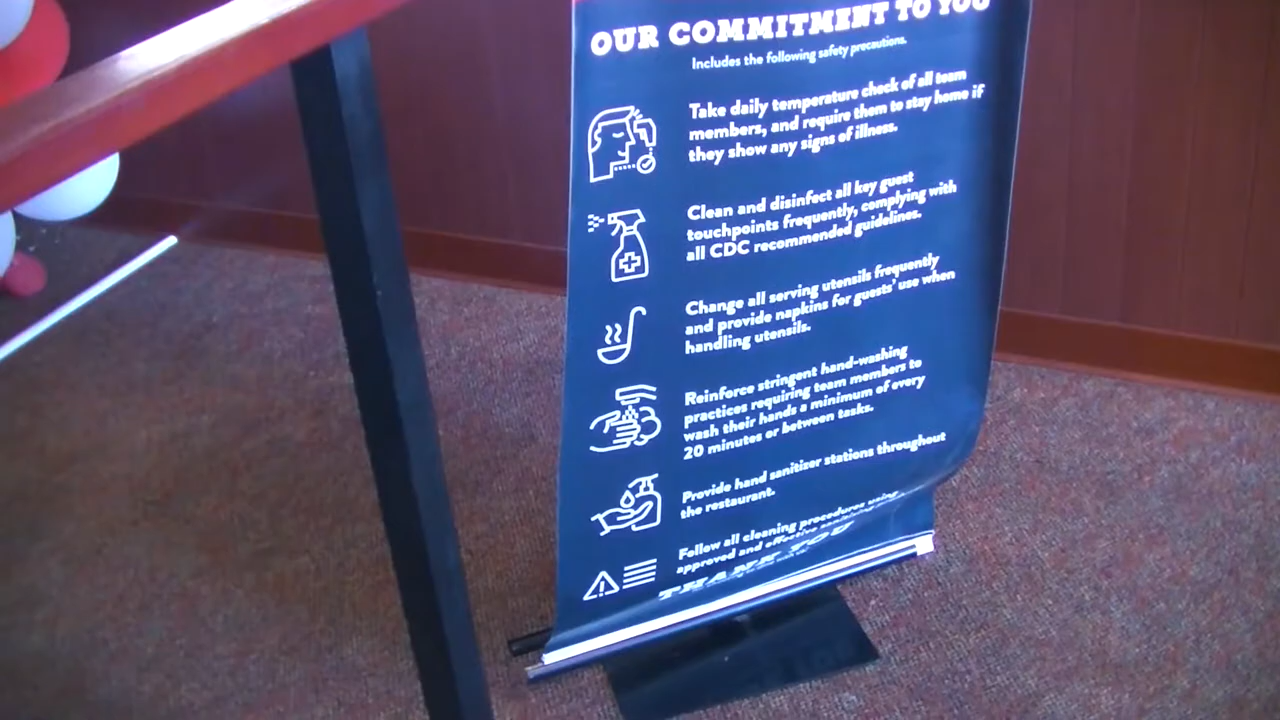 OUR COMMITMENT TO YOU
Includes the following safety precautions.
Take daily temperature check of all team
members, and require them to stay home if
they show any signs of illness.
Clean and disinfect all key guest
touchpoints frequently, complying with
all CDC recommended guidelines.
Change all serving utensils frequently
and provide napkins for guests' use when
handling utensils.
Reinforce stringent hand-washing
practices requiring team members to
wash their hands a minimum of every
20 minutes or between tasks.
Provide hand sanitizer stations throughout
the restaurant.
Follow all cleaning procedures using
approved and effective
THANK YOU